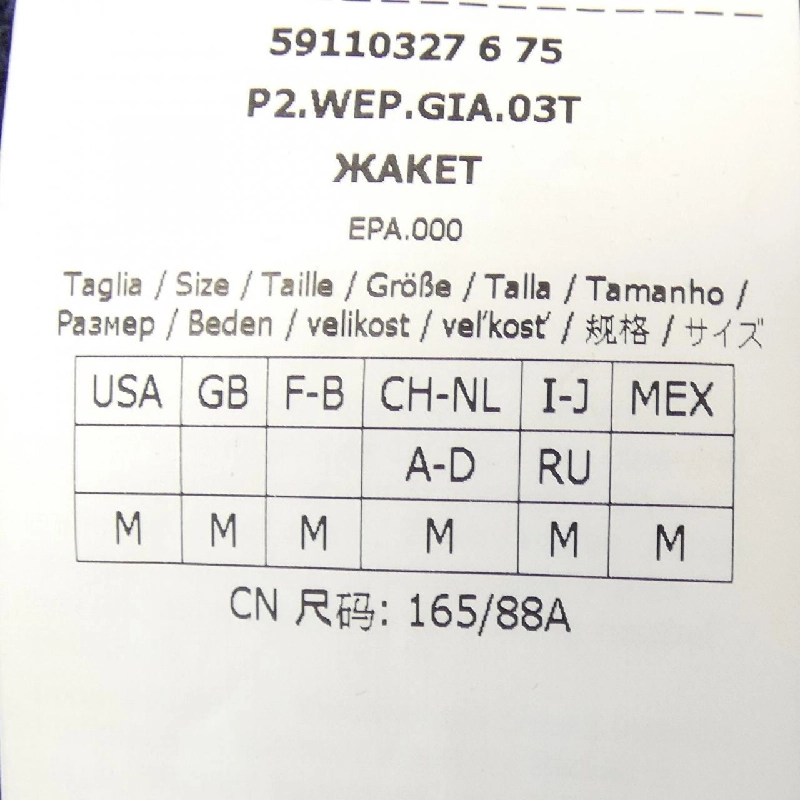 59110327 6 75
P2.WEP.GIA.03T
ЖАКЕТ
EPA.000
Taglia / Size / Taille / Größe / Talla / Tamanho /
Размер / Beden / velikost / veľkosť / 规格 / サイズ
USA GB F-B CH-NL I-J MEX
A-D RU
M M M M M M
CN 尺码: 165/88A